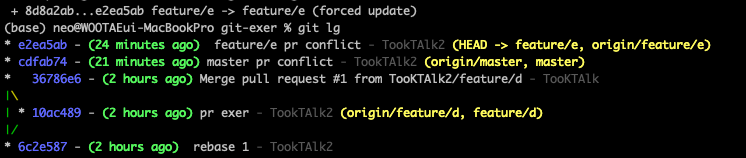 + 8d8a2ab...e2ea5ab feature/e -> feature/e (forced update)
(base) neo@WOOTAEui-MacBookPro git-exer % git lg
* e2ea5ab - (24 minutes ago)  feature/e pr conflict - TookTAlk2 (HEAD -> feature/e, origin/feature/e)
* cdfab74 - (21 minutes ago) master pr conflict - TookTAlk2 (origin/master, master)
*   36786e6 - (2 hours ago) Merge pull request #1 from TooKTAlk2/feature/d - TooKTAlk
|\
| * 10ac489 - (2 hours ago) pr exer - TookTAlk2 (origin/feature/d, feature/d)
|/
* 6c2e587 - (2 hours ago)  rebase 1 - TookTAlk2